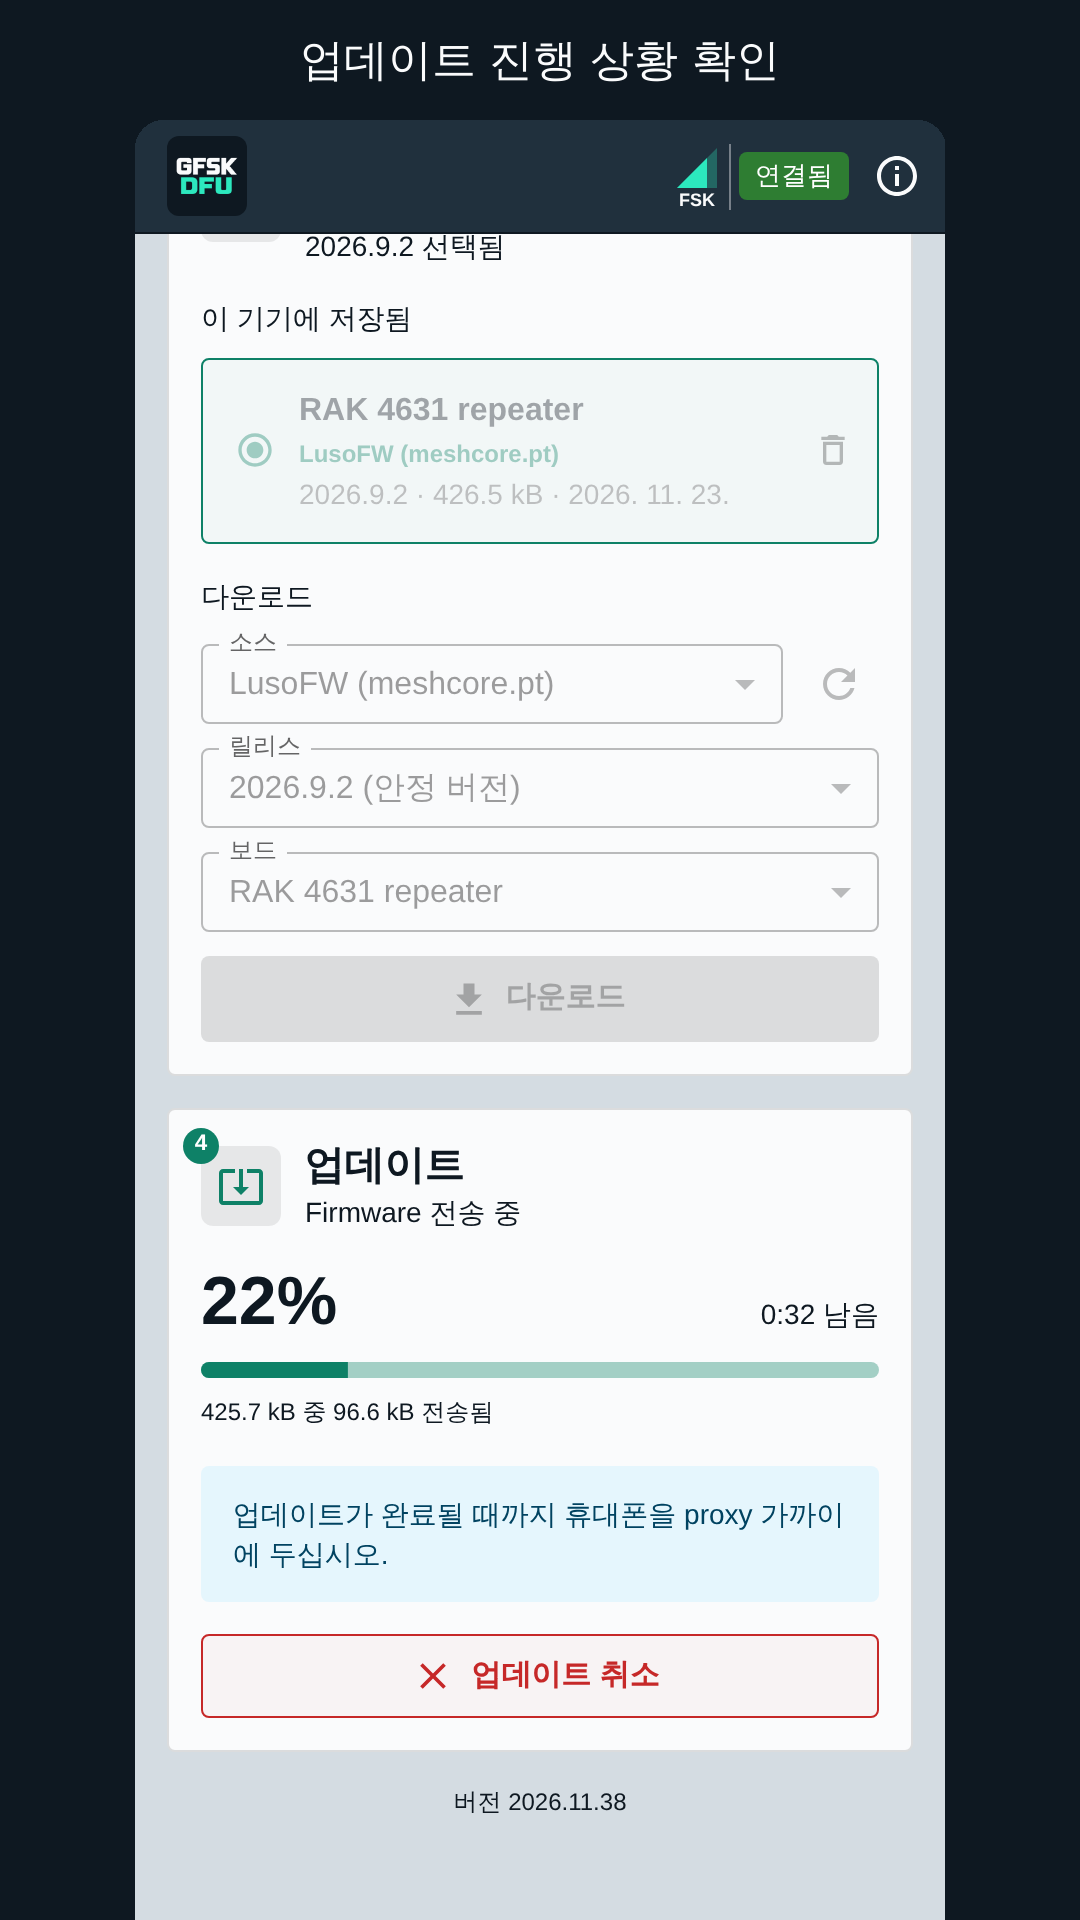 업데이트 진행 상황 확인
GFSK
DFU
FSK
연결됨
2026.9.2 선택됨
이 기기에 저장됨
RAK 4631 repeater
LusoFW (meshcore.pt)
2026.9.2 · 426.5 kB · 2026. 11. 23.
다운로드
소스
LusoFW (meshcore.pt)
릴리스
2026.9.2 (안정 버전)
보드
RAK 4631 repeater
다운로드
4
업데이트
Firmware 전송 중
22%
0:32 남음
425.7 kB 중 96.6 kB 전송됨
업데이트가 완료될 때까지 휴대폰을 proxy 가까이
에 두십시오.
업데이트 취소
버전 2026.11.38